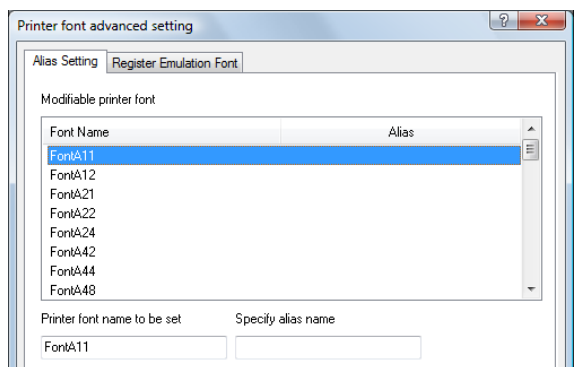 Printer font advanced setting
Alias Setting Register Emulation Font
Modifiable printer font
Font Name Alias
FontA11
FontA12
FontA21
FontA22
FontA24
FontA42
FontA44
FontA48
Printer font name to be set Specify alias name
FontA11